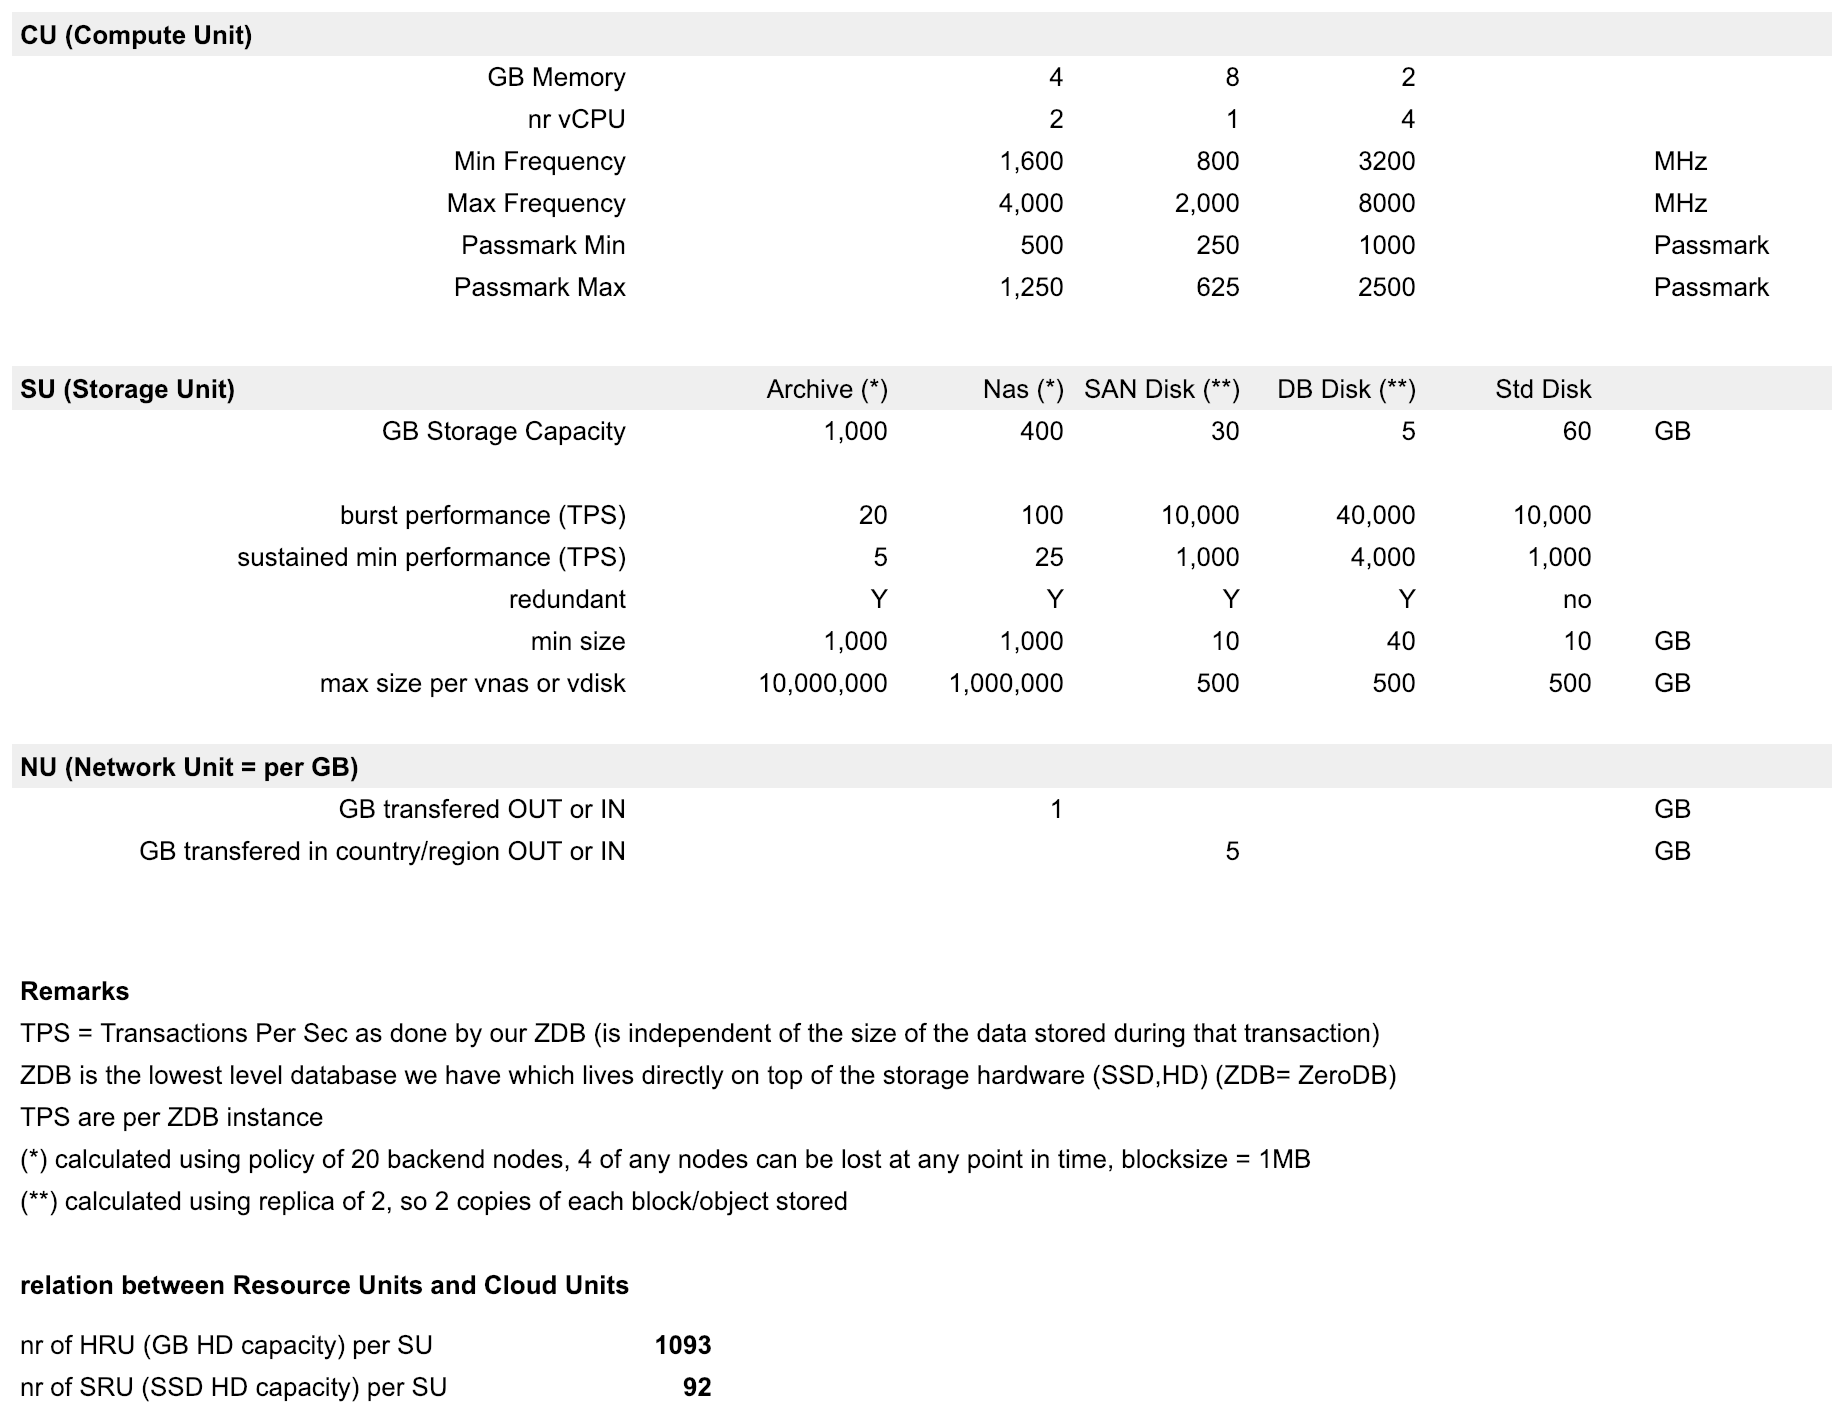 CU (Compute Unit)
GB Memory 4 8 2
nr vCPU 2 1 4
Min Frequency 1,600 800 3200 MHz
Max Frequency 4,000 2,000 8000 MHz
Passmark Min 500 250 1000 Passmark
Passmark Max 1,250 625 2500 Passmark
SU (Storage Unit) Archive (*) Nas (*) SAN Disk (**) DB Disk (**) Std Disk
GB Storage Capacity 1,000 400 30 5 60 GB
burst performance (TPS) 20 100 10,000 40,000 10,000
sustained min performance (TPS) 5 25 1,000 4,000 1,000
redundant Y Y Y Y no
min size 1,000 1,000 10 40 10 GB
max size per vnas or vdisk 10,000,000 1,000,000 500 500 500 GB
NU (Network Unit = per GB)
GB transfered OUT or IN 1 GB
GB transfered in country/region OUT or IN 5 GB
Remarks
TPS = Transactions Per Sec as done by our ZDB (is independent of the size of the data stored during that transaction)
ZDB is the lowest level database we have which lives directly on top of the storage hardware (SSD,HD) (ZDB= ZeroDB)
TPS are per ZDB instance
(*) calculated using policy of 20 backend nodes, 4 of any nodes can be lost at any point in time, blocksize = 1MB
(**) calculated using replica of 2, so 2 copies of each block/object stored
relation between Resource Units and Cloud Units
nr of HRU (GB HD capacity) per SU 1093
nr of SRU (SSD HD capacity) per SU 92